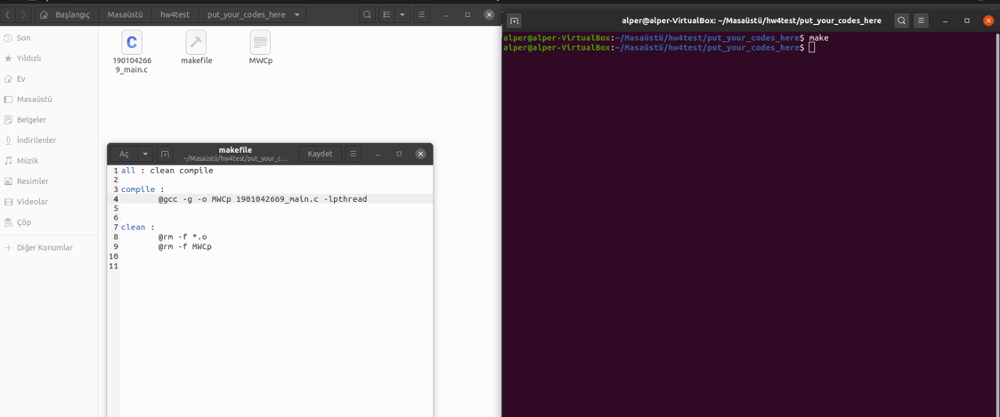 Başlangıç Masaüstü hw4test put_your_codes_here
Son
Yıldızlı
Ev
Masaüstü
Belgeler
İndirilenler
Müzik
Resimler
Videolar
Çöp
Diğer Konumlar
190104266
9_main.c
makefile
MWCp
Aç
makefile
~/Masaüstü/hw4test/put_your_c...
Kaydet
1 all : clean compile
2
3 compile :
4 @gcc -g -o MWCp 1901042669_main.c -lpthread
5
6
7 clean :
8 @rm -f *.o
9 @rm -f MWCp
10
11
alper@alper-VirtualBox: ~/Masaüstü/hw4test/put_your_codes_here
alper@alper-VirtualBox:~/Masaüstü/hw4test/put_your_codes_here$ make
alper@alper-VirtualBox:~/Masaüstü/hw4test/put_your_codes_here$